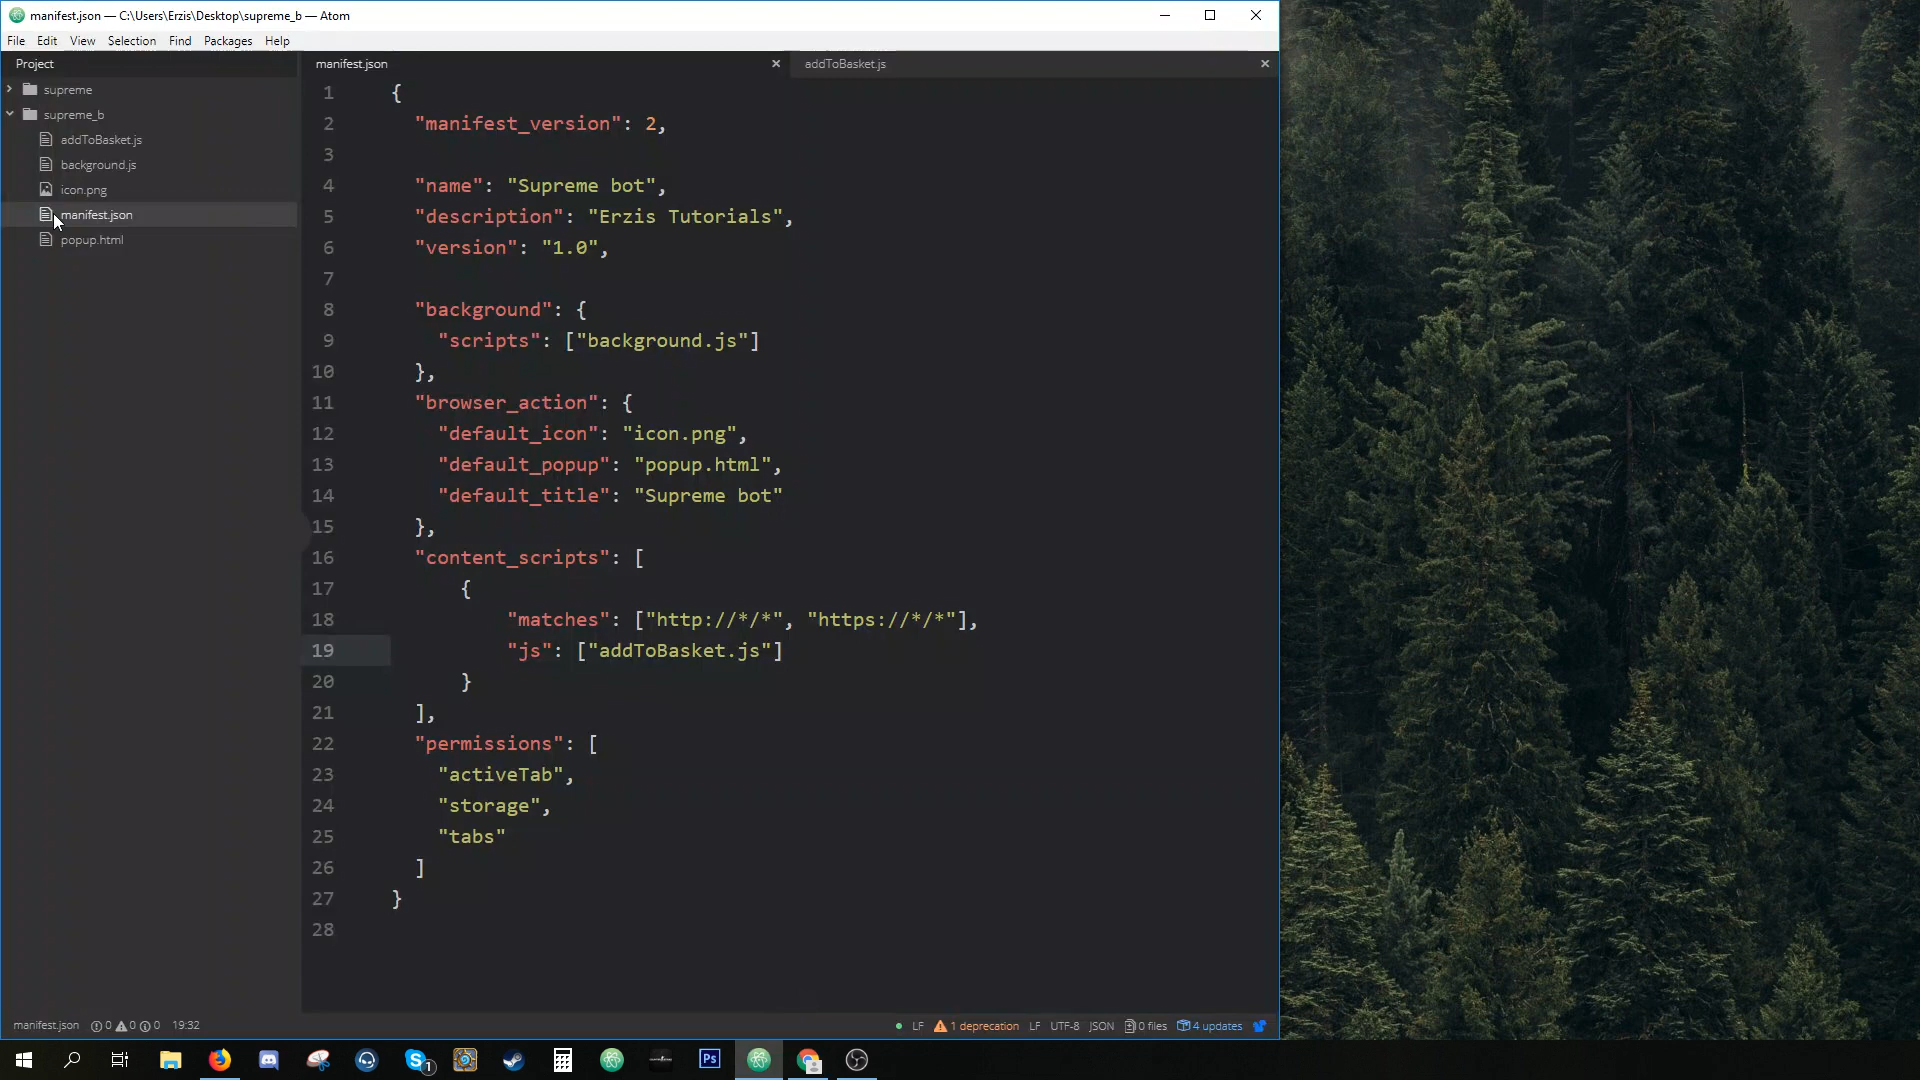 manifest.json — C:\Users\Erzis\Desktop\supreme_b — Atom
File Edit View Selection Find Packages Help
Project
supreme
supreme_b
addToBasket.js
background.js
icon.png
manifest.json
popup.html
manifest.json
addToBasket.js
1 {
2 "manifest_version": 2,
3
4 "name": "Supreme bot",
5 "description": "Erzis Tutorials",
6 "version": "1.0",
7
8 "background": {
9 "scripts": ["background.js"]
10 },
11 "browser_action": {
12 "default_icon": "icon.png",
13 "default_popup": "popup.html",
14 "default_title": "Supreme bot"
15 },
16 "content_scripts": [
17 {
18 "matches": ["http://*/*", "https://*/*"],
19 "js": ["addToBasket.js"]
20 }
21 ],
22 "permissions": [
23 "activeTab",
24 "storage",
25 "tabs"
26 ]
27 }
28
manifest.json 0 0 0 19:32 LF 1 deprecation LF UTF-8 JSON 0 files 4 updates
1 Ps